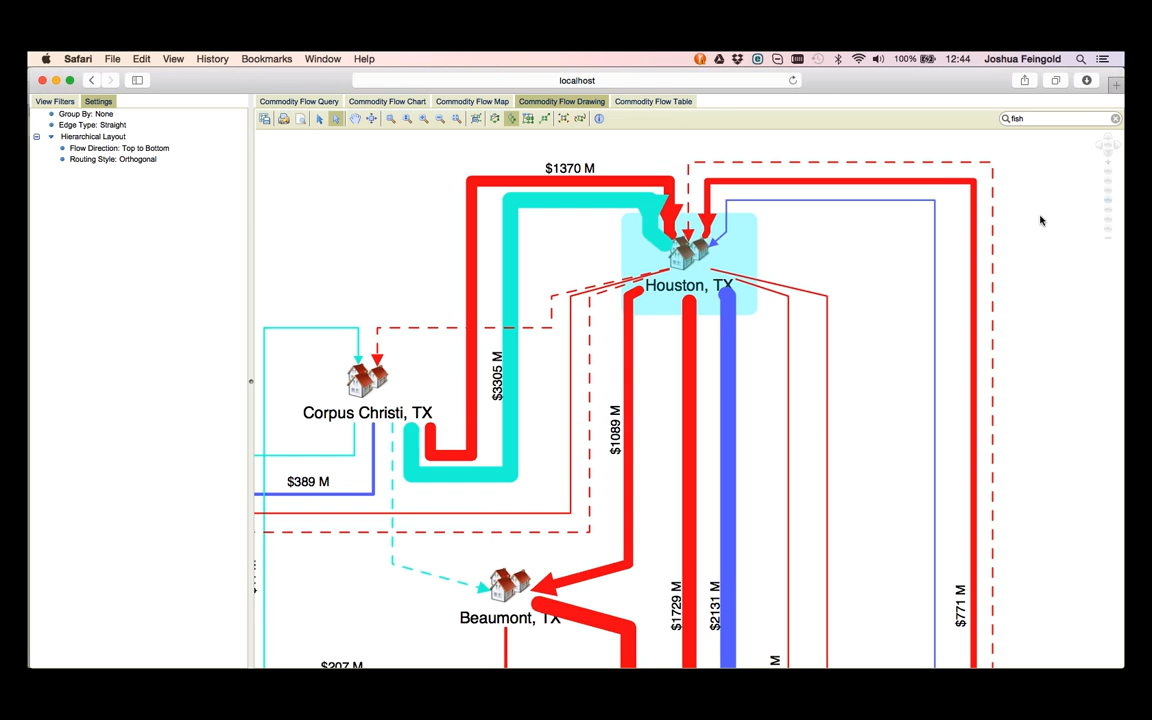 Safari File Edit View History Bookmarks Window Help 100% 12:44 Joshua Feingold
localhost
View Filters Settings
Commodity Flow Query Commodity Flow Chart Commodity Flow Map Commodity Flow Drawing Commodity Flow Table
Group By: None
Edge Type: Straight
Hierarchical Layout
Flow Direction: Top to Bottom
Routing Style: Orthogonal
fish
$1370 M
Houston, TX
$3305 M
Corpus Christi, TX
$1089 M
$389 M
Beaumont, TX
$1729 M
$2131 M
$771 M
$207 M
M